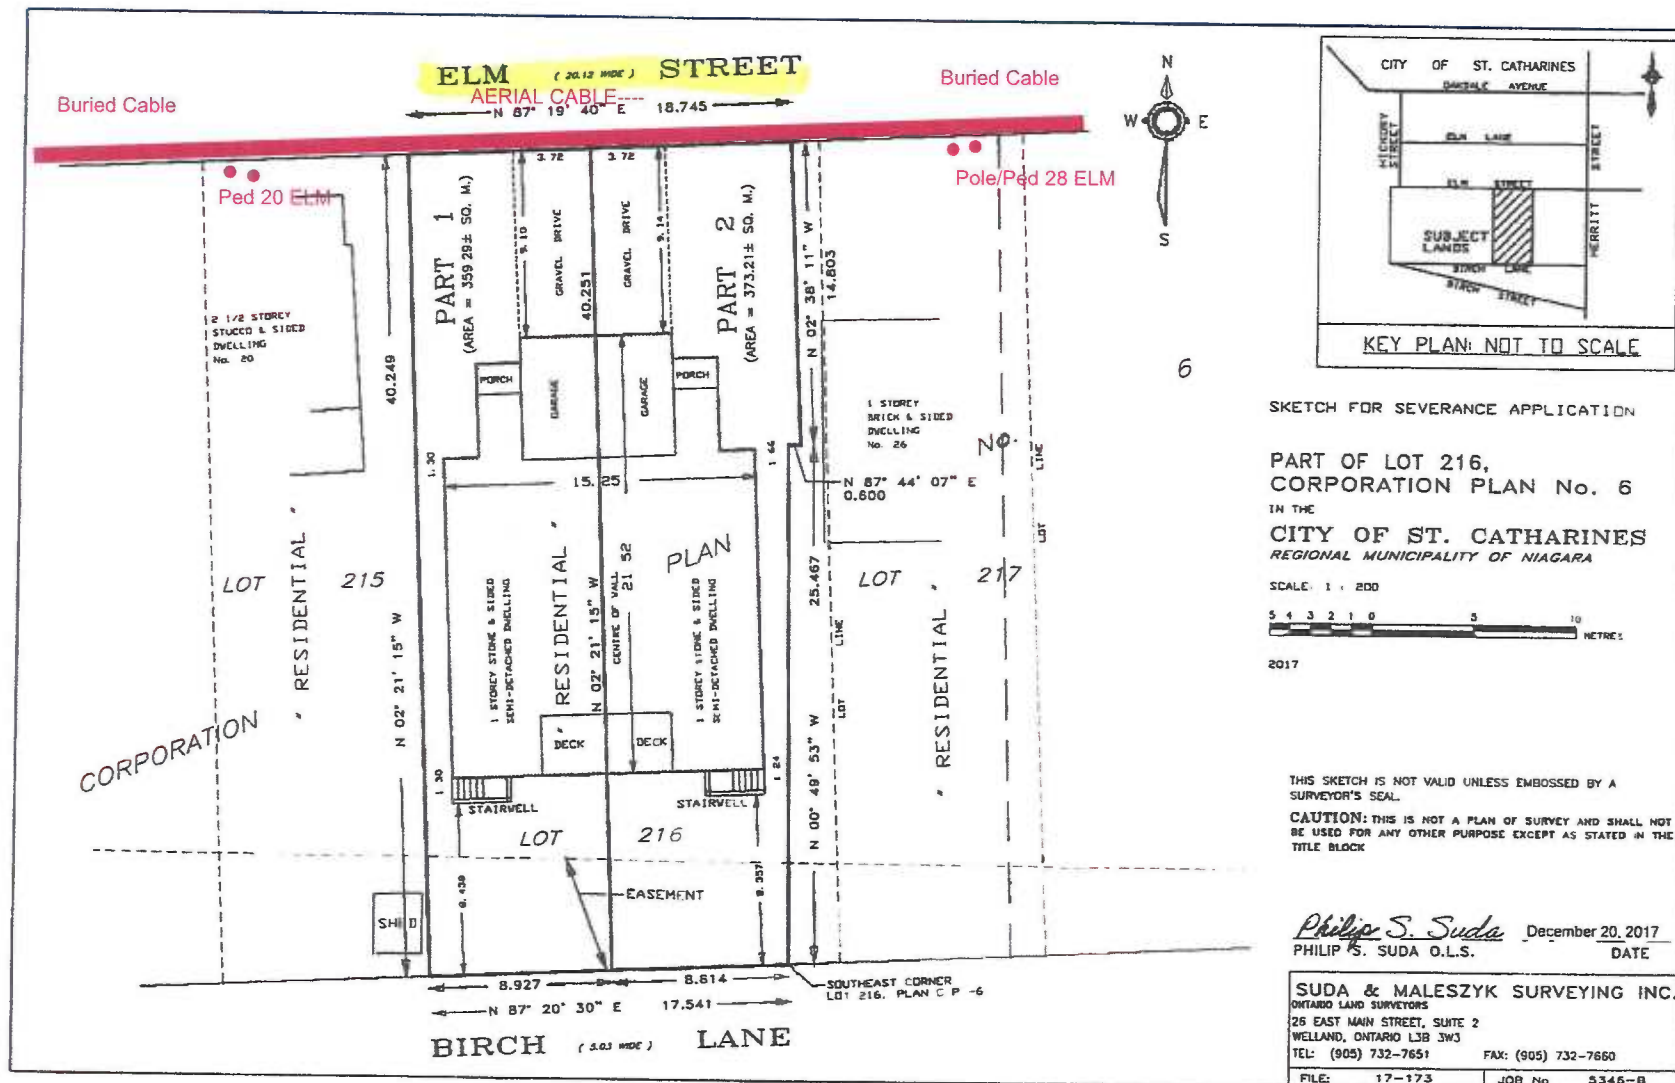 ELM (20.12 WIDE) STREET
Buried Cable
AERIAL CABLE----
Buried Cable
N 87° 19' 40" E 18.745
Ped 20 ELM
Pole/Ped 28 ELM
3.72
3.72
PART 1
(AREA = 359.29± SQ. M.)
9.10
GRAVEL DRIVE
40.251
GRAVEL DRIVE
9.14
PART 2
(AREA = 373.21± SQ. M.)
N 02° 38' 11" W
14.803
40.249
2 1/2 STOREY
STUCCO & SIDED
DWELLING
No. 20
PORCH
GARAGE
GARAGE
PORCH
1 STOREY
BRICK & SIDED
DWELLING
No. 26
6
No.
1.30
15.25
1.66
N 87° 44' 07" E
0.600
LOT LINE
LOT 215
" RESIDENTIAL "
N 02° 21' 15" W
1 STOREY STONE & SIDED
SEMI-DETACHED DWELLING
" RESIDENTIAL "
N 02° 21' 15" W
CENTRE OF WALL
21 52
PLAN
1 STOREY STONE & SIDED
SEMI-DETACHED DWELLING
25.467
LOT 217
LOT LINE
" RESIDENTIAL "
N 00° 49' 53" W
CORPORATION
DECK
DECK
1.30
1.24
STAIRWELL
STAIRWELL
LOT 216
EASEMENT
SHED
8.927
8.614
N 87° 20' 30" E 17.541
SOUTHEAST CORNER
LOT 216, PLAN C P -6
BIRCH (5.03 WIDE) LANE
N
W E
S
CITY OF ST. CATHARINES
OAKDALE AVENUE
HICKORY
STREET
ELM LANE
STREET
ELM STREET
MERRITT
SUBJECT
LANDS
BIRCH LANE
BIRCH STREET
KEY PLAN: NOT TO SCALE
SKETCH FOR SEVERANCE APPLICATION
PART OF LOT 216,
CORPORATION PLAN No. 6
IN THE
CITY OF ST. CATHARINES
REGIONAL MUNICIPALITY OF NIAGARA
SCALE: 1 : 200
5 4 3 2 1 0 5 10
METRES
2017
THIS SKETCH IS NOT VALID UNLESS EMBOSSED BY A
SURVEYOR'S SEAL.
CAUTION: THIS IS NOT A PLAN OF SURVEY AND SHALL NOT
BE USED FOR ANY OTHER PURPOSE EXCEPT AS STATED IN THE
TITLE BLOCK
Philip S. Suda December 20, 2017
PHILIP S. SUDA O.L.S. DATE
SUDA & MALESZYK SURVEYING INC.
ONTARIO LAND SURVEYORS
26 EAST MAIN STREET, SUITE 2
WELLAND, ONTARIO L3B 3W3
TEL: (905) 732-7651 FAX: (905) 732-7660
FILE: 17-173 JOB No. 5346-B